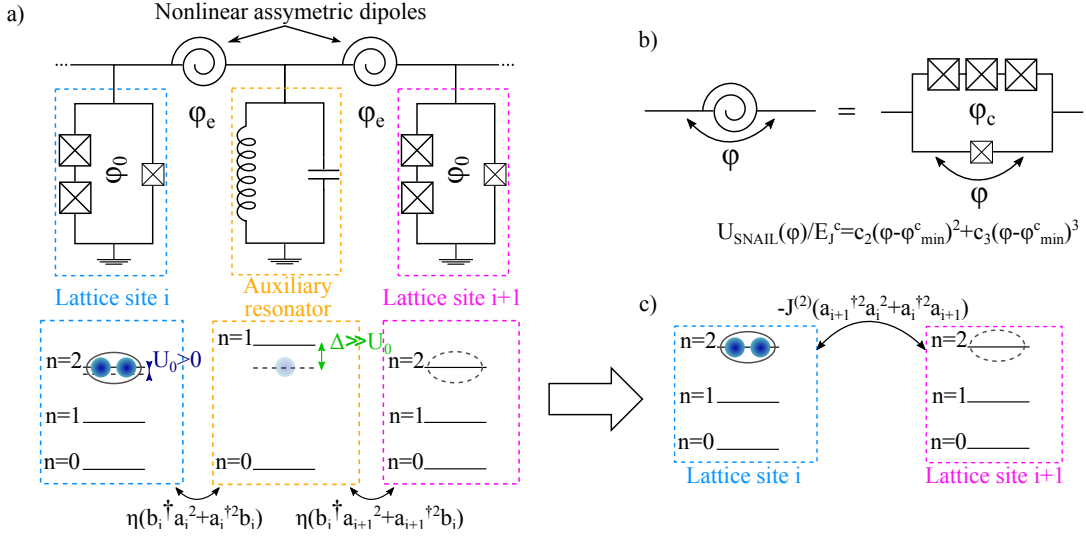 a)
Nonlinear assymetric dipoles
...
...
φe
φe
φ0
φ0
Lattice site i
Auxiliary
resonator
Lattice site i+1
n=2
U0>0
n=1
n=0
n=1
Δ≫U0
n=0
n=2
n=1
n=0
η(bi†ai²+ai†²bi)
η(bi†ai+1²+ai+1†²bi)
b)
φ
=
φc
φ
USNAIL(φ)/EJᶜ=c2(φ-φᶜmin)²+c3(φ-φᶜmin)³
c)
-J⁽²⁾(ai+1†²ai²+ai†²ai+1)
n=2
n=1
n=0
Lattice site i
n=2
n=1
n=0
Lattice site i+1